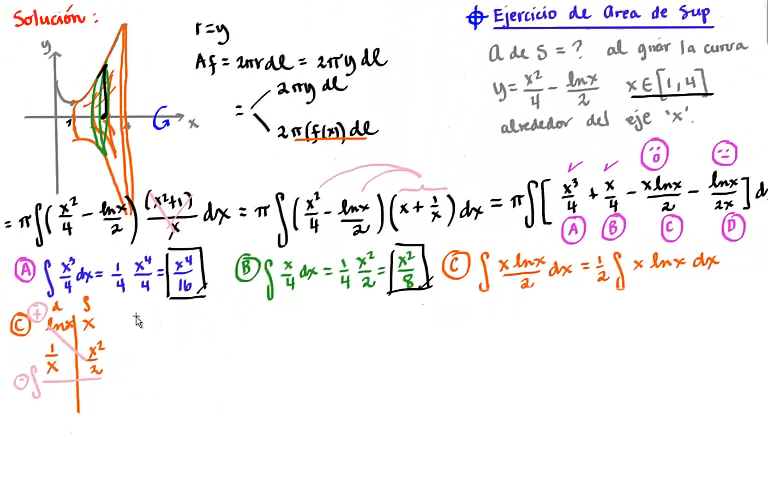 Solución:
Ejercicio de Area de Sup
r=y
Af = 2πrdl = 2πy dl
= 2πy dl
2π(f(x)) dl
A de S = ? al girar la curva
y = x²/4 - lnx/2   x∈[1,4]
alrededor del eje 'x'.
y
1
x
= π∫(x²/4 - lnx/2) (x²+1)/x dx = π∫(x²/4 - lnx/2)(x + 1/x) dx = π∫[x³/4 + x/4 - xlnx/2 - lnx/2x] d
A B C D
A ∫ x³/4 dx = 1/4 x⁴/4 = x⁴/16
B ∫ x/4 dx = 1/4 x²/2 = x²/8
C ∫ x lnx/2 dx = 1/2 ∫ x lnx dx
C + d ∫
lnx x
1/x x²/2
- ∫